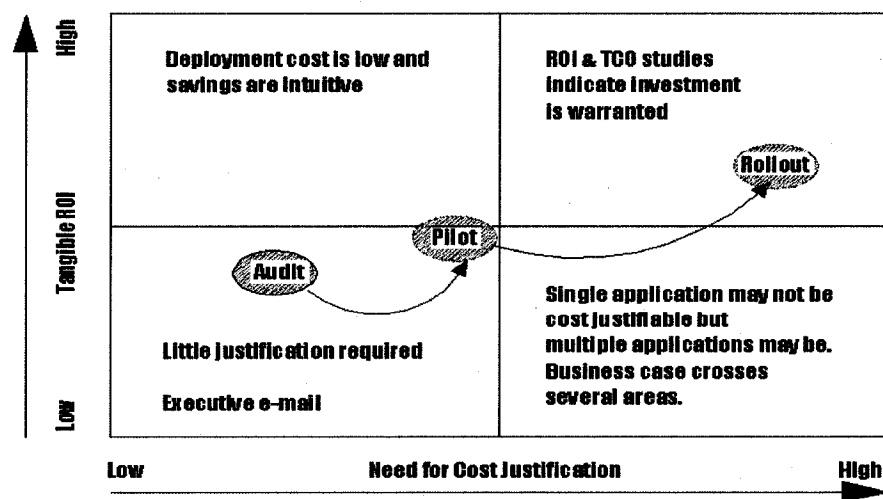 High
Tangible ROI
Low
Deployment cost is low and
savings are intuitive
ROI & TCO studies
indicate investment
is warranted
Rollout
Pilot
Audit
Little justification required
Executive e-mail
Single application may not be
cost justifiable but
multiple applications may be.
Business case crosses
several areas.
Low
Need for Cost Justification
High